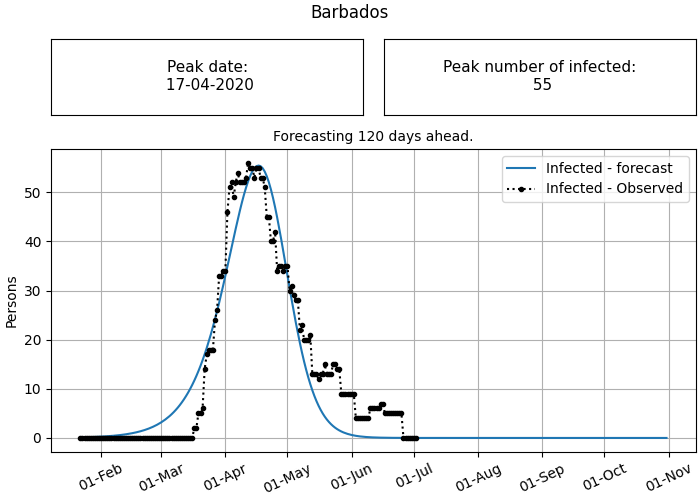 Barbados
Peak date:
17-04-2020
Peak number of infected:
55
Forecasting 120 days ahead.
Infected - forecast
Infected - Observed
Persons
50
40
30
20
10
0
01-Feb
01-Mar
01-Apr
01-May
01-Jun
01-Jul
01-Aug
01-Sep
01-Oct
01-Nov